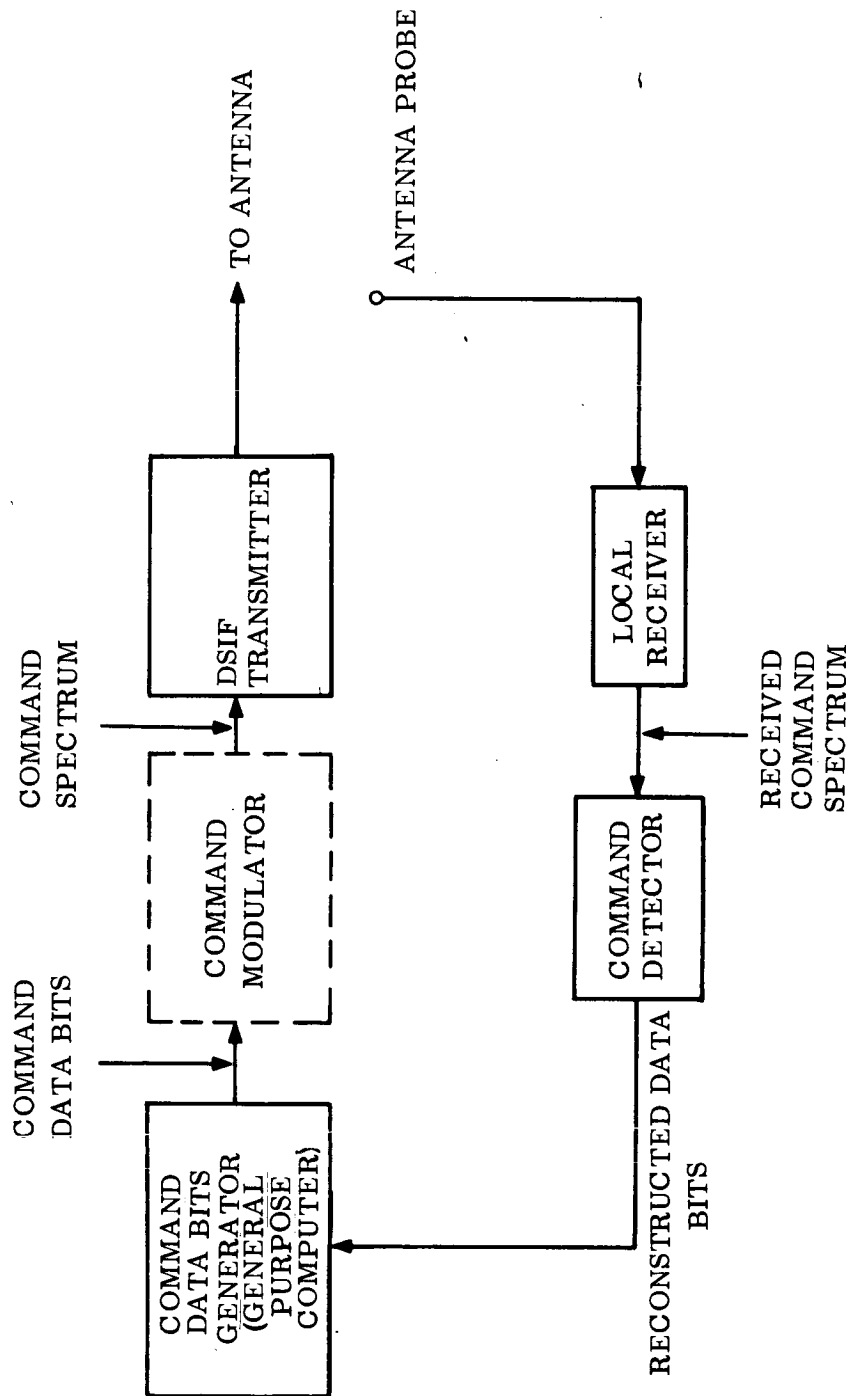 COMMAND
DATA BITS
COMMAND
SPECTRUM
COMMAND
DATA BITS
GENERATOR
(GENERAL
PURPOSE
COMPUTER)
COMMAND
MODULATOR
DSIF
TRANSMITTER
TO ANTENNA
ANTENNA PROBE
LOCAL
RECEIVER
RECEIVED
COMMAND
SPECTRUM
COMMAND
DETECTOR
RECONSTRUCTED DATA
BITS